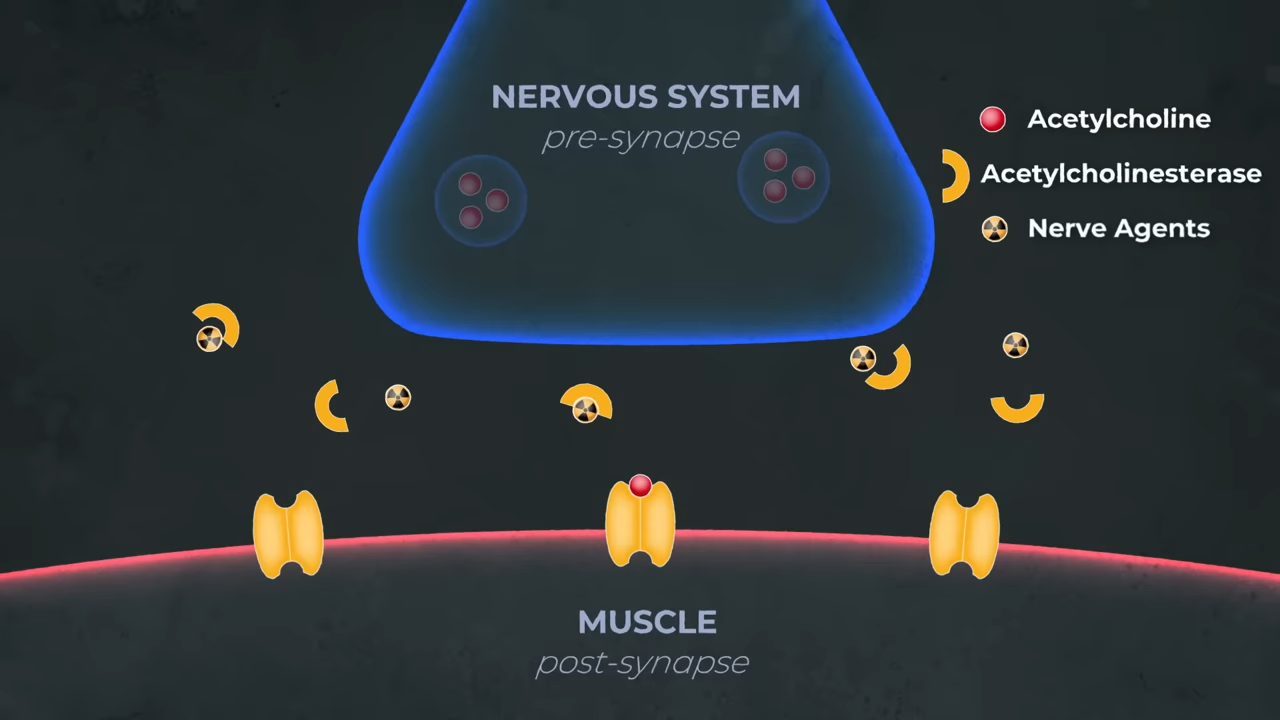 NERVOUS SYSTEM
pre-synapse
Acetylcholine
Acetylcholinesterase
Nerve Agents
MUSCLE
post-synapse